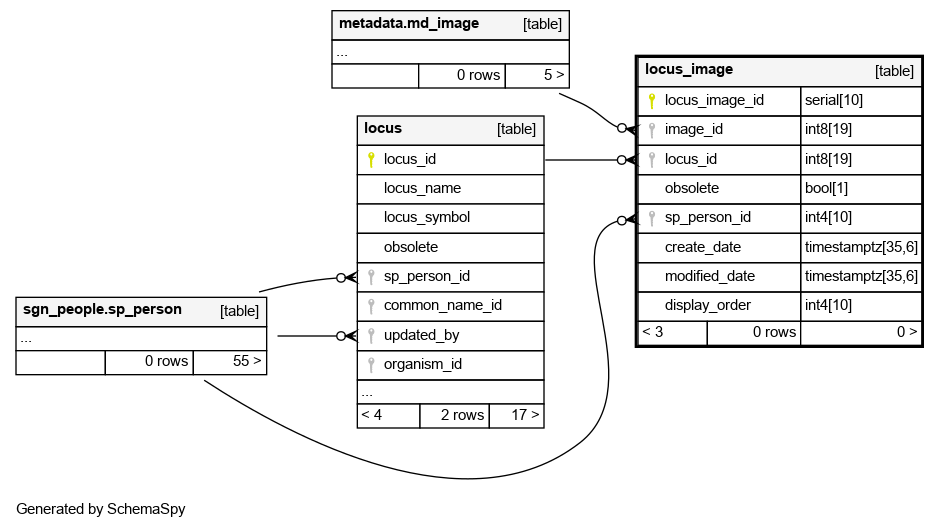 metadata.md_image [table]
...
0 rows 5 >
locus_image [table]
locus_image_id serial[10]
image_id int8[19]
locus_id int8[19]
obsolete bool[1]
sp_person_id int4[10]
create_date timestamptz[35,6]
modified_date timestamptz[35,6]
display_order int4[10]
< 3 0 rows 0 >
locus [table]
locus_id
locus_name
locus_symbol
obsolete
sp_person_id
common_name_id
updated_by
organism_id
...
< 4 2 rows 17 >
sgn_people.sp_person [table]
...
0 rows 55 >
Generated by SchemaSpy